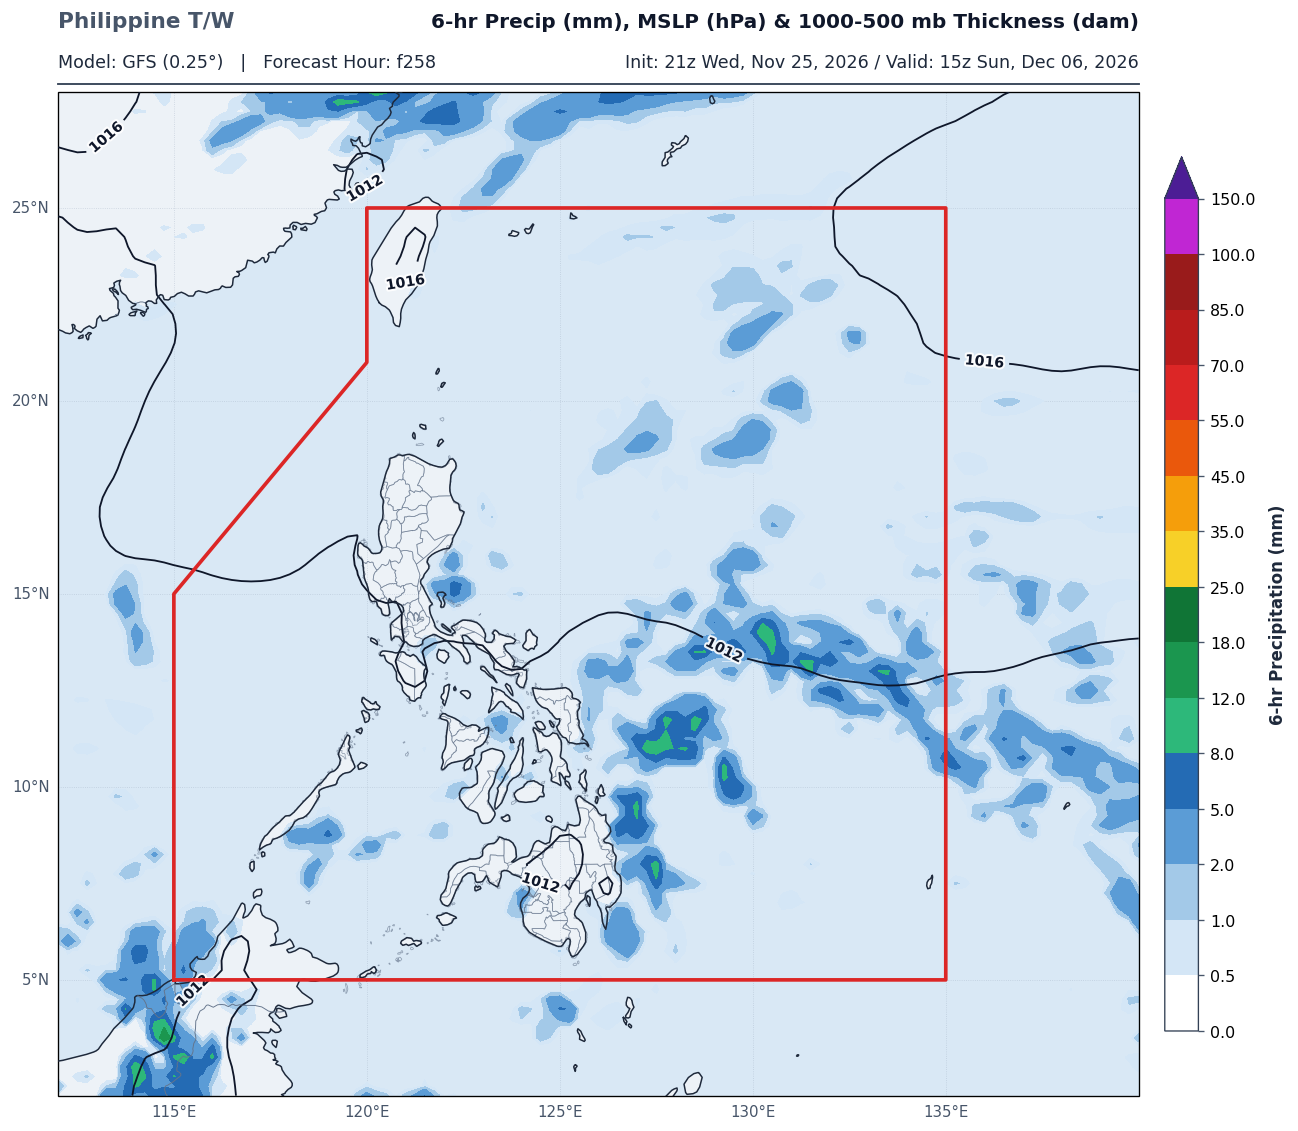 Philippine T/W
6-hr Precip (mm), MSLP (hPa) & 1000-500 mb Thickness (dam)
Model: GFS (0.25°) | Forecast Hour: f258
Init: 21z Wed, Nov 25, 2026 / Valid: 15z Sun, Dec 06, 2026
1016
1012
1016
1016
1012
1012
1012
25°N
20°N
15°N
10°N
5°N
115°E
120°E
125°E
130°E
135°E
150.0
100.0
85.0
70.0
55.0
45.0
35.0
25.0
18.0
12.0
8.0
5.0
2.0
1.0
0.5
0.0
6-hr Precipitation (mm)